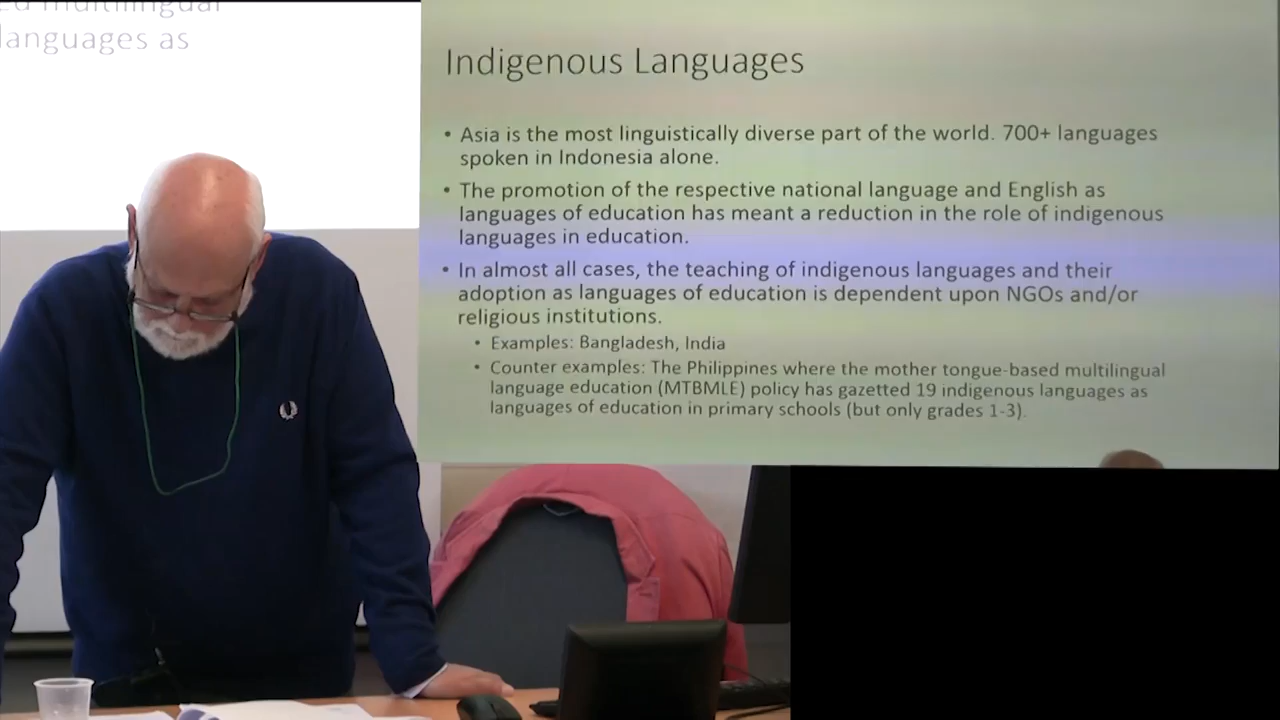 ed multilingual
languages as
Indigenous Languages
• Asia is the most linguistically diverse part of the world. 700+ languages
spoken in Indonesia alone.
• The promotion of the respective national language and English as
languages of education has meant a reduction in the role of indigenous
languages in education.
• In almost all cases, the teaching of indigenous languages and their
adoption as languages of education is dependent upon NGOs and/or
religious institutions.
• Examples: Bangladesh, India
• Counter examples: The Philippines where the mother tongue-based multilingual
language education (MTBMLE) policy has gazetted 19 indigenous languages as
languages of education in primary schools (but only grades 1-3).